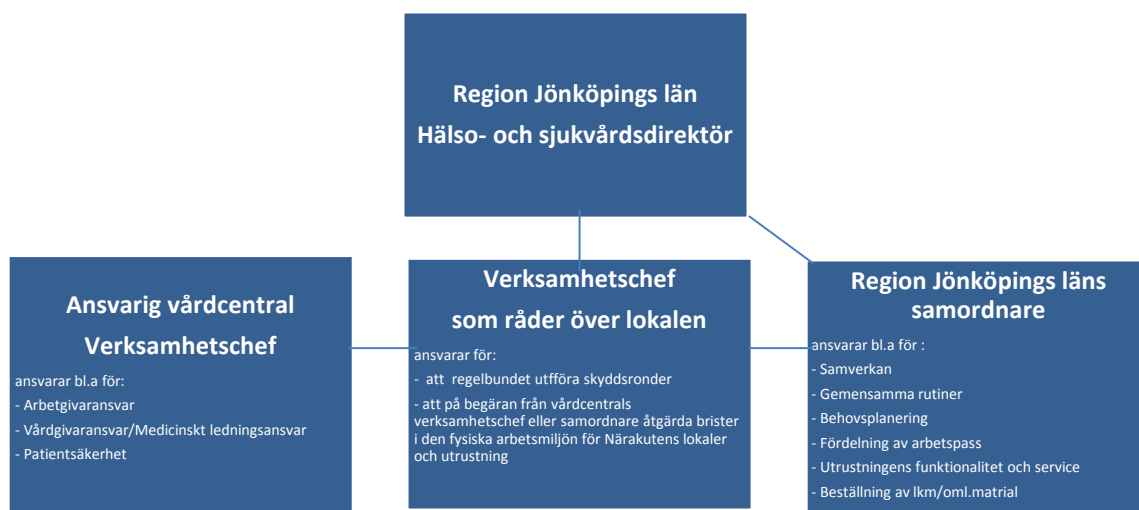 Region Jönköpings län
Hälso- och sjukvårdsdirektör
Ansvarig vårdcentral
Verksamhetschef
ansvarar bl.a för:
- Arbetgivaransvar
- Vårdgivaransvar/Medicinskt ledningsansvar
- Patientsäkerhet
Verksamhetschef
som råder över lokalen
ansvarar för:
- att regelbundet utfföra skyddsronder
- att på begäran från vårdcentrals
verksamhetschef eller samordnare åtgärda brister
i den fysiska arbetsmiljön för Närakutens lokaler
och utrustning
Region Jönköpings läns
samordnare
ansvarar bl.a för :
- Samverkan
- Gemensamma rutiner
- Behovsplanering
- Fördelning av arbetspass
- Utrustningens funktionalitet och service
- Beställning av lkm/oml.matrial